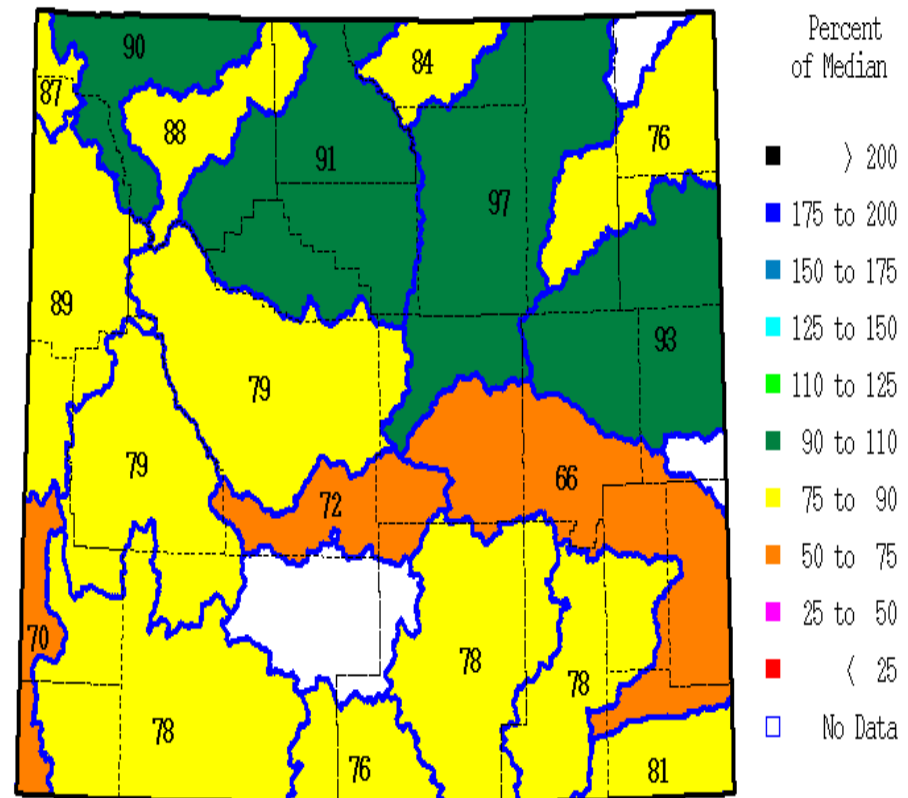 Percent
of Median
90
84
87
88
76
91
97
89
93
79
79
66
72
70
78
78
78
76
81
> 200
175 to 200
150 to 175
125 to 150
110 to 125
90 to 110
75 to 90
50 to 75
25 to 50
< 25
No Data